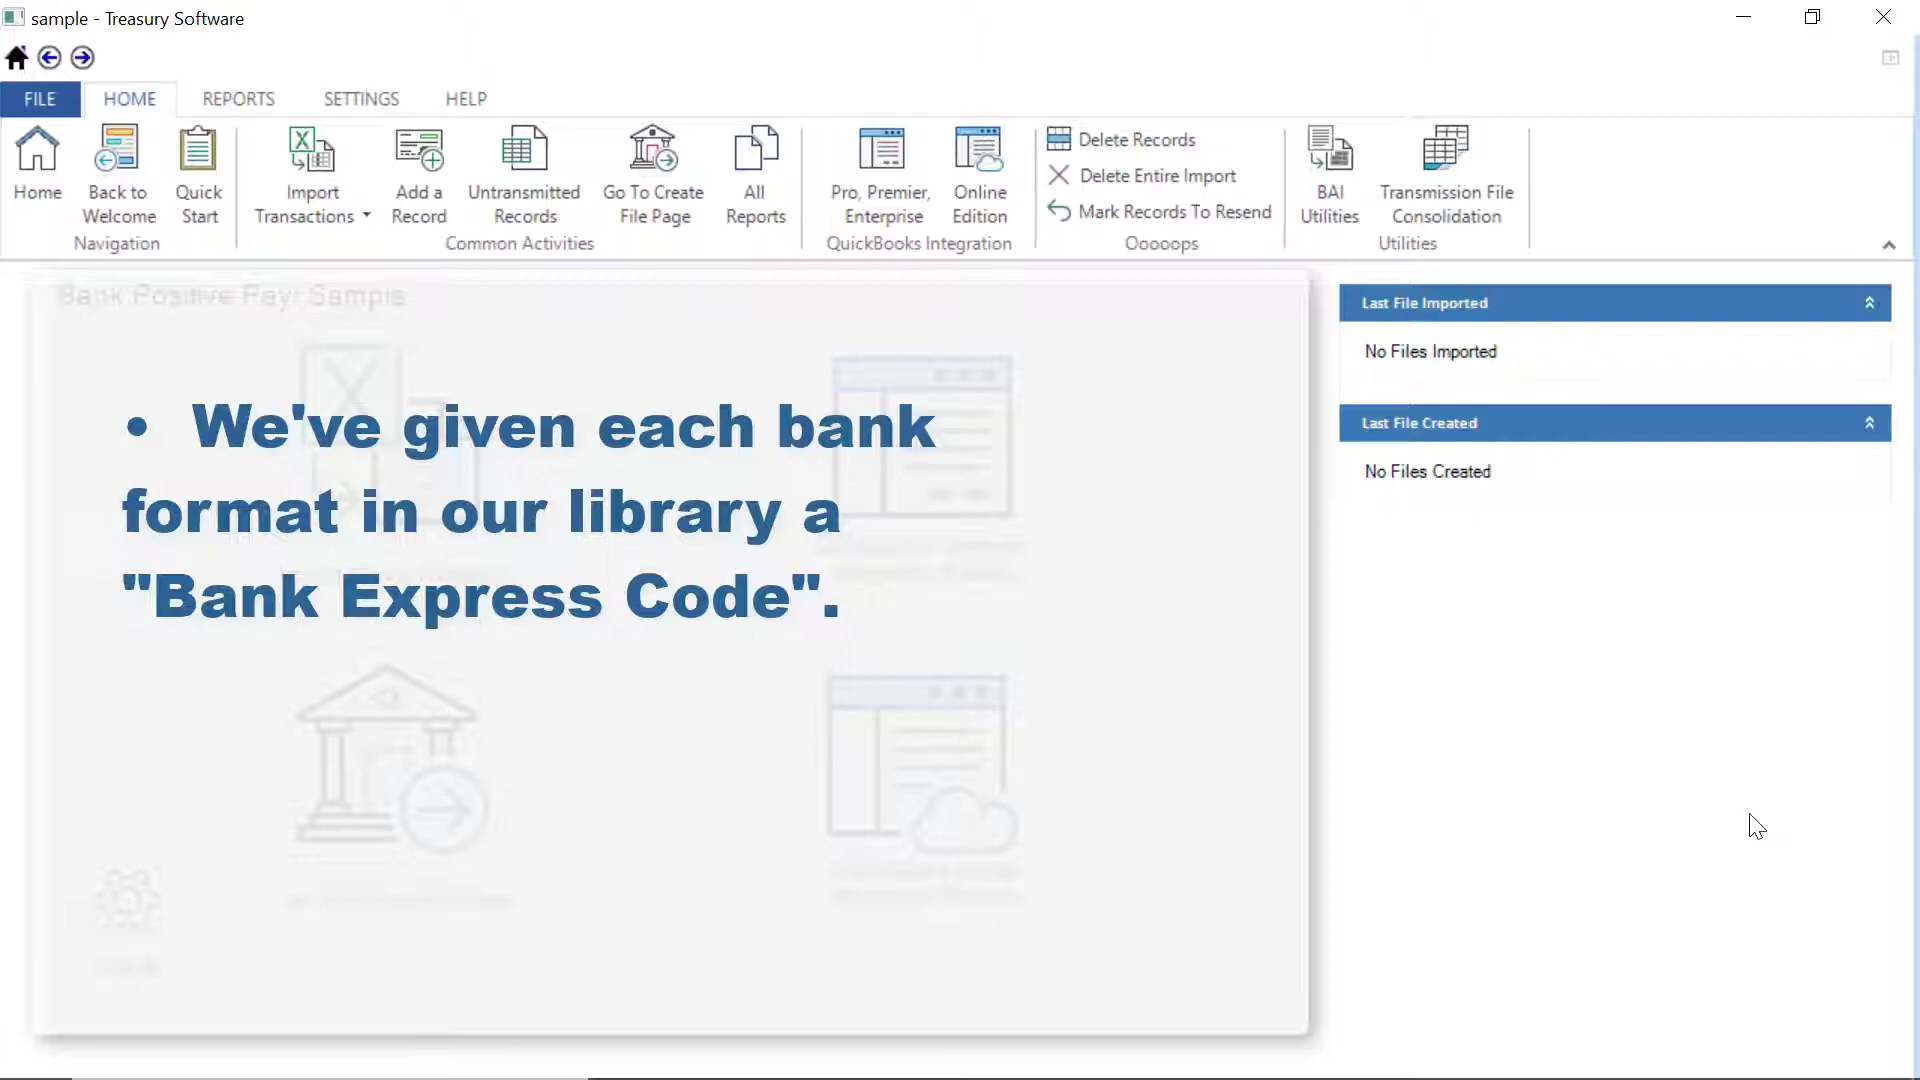 sample - Treasury Software
FILE HOME REPORTS SETTINGS HELP
Home
Back to
Welcome
Quick
Start
Navigation
Import
Transactions
Add a
Record
Untransmitted
Records
Go To Create
File Page
All
Reports
Common Activities
Pro, Premier,
Enterprise
Online
Edition
QuickBooks Integration
Delete Records
Delete Entire Import
Mark Records To Resend
Ooooops
BAI
Utilities
Transmission File
Consolidation
Utilities
Bank Positive Pay: Sample
• We've given each bank
format in our library a
"Bank Express Code".
Last File Imported
No Files Imported
Last File Created
No Files Created